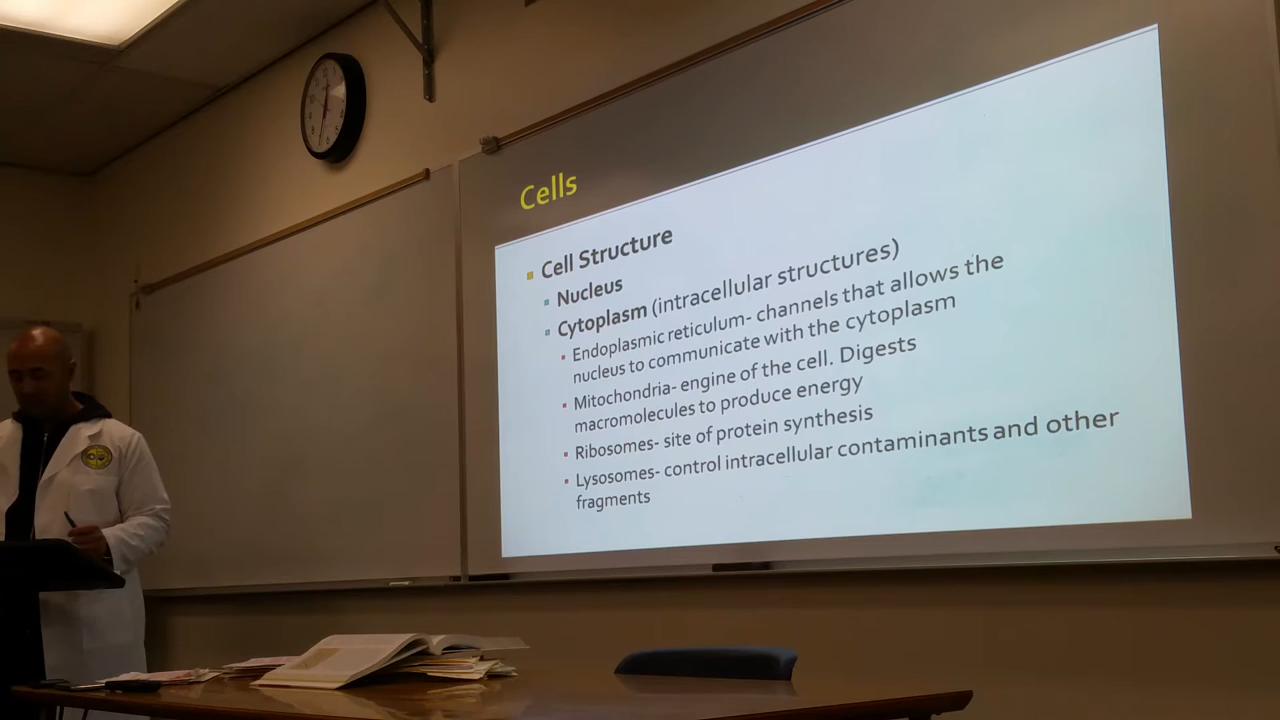 Cells
Cell Structure
Nucleus
Cytoplasm (intracellular structures)
Endoplasmic reticulum- channels that allows the
nucleus to communicate with the cytoplasm
Mitochondria- engine of the cell. Digests
macromolecules to produce energy
Ribosomes- site of protein synthesis
Lysosomes- control intracellular contaminants and other
fragments